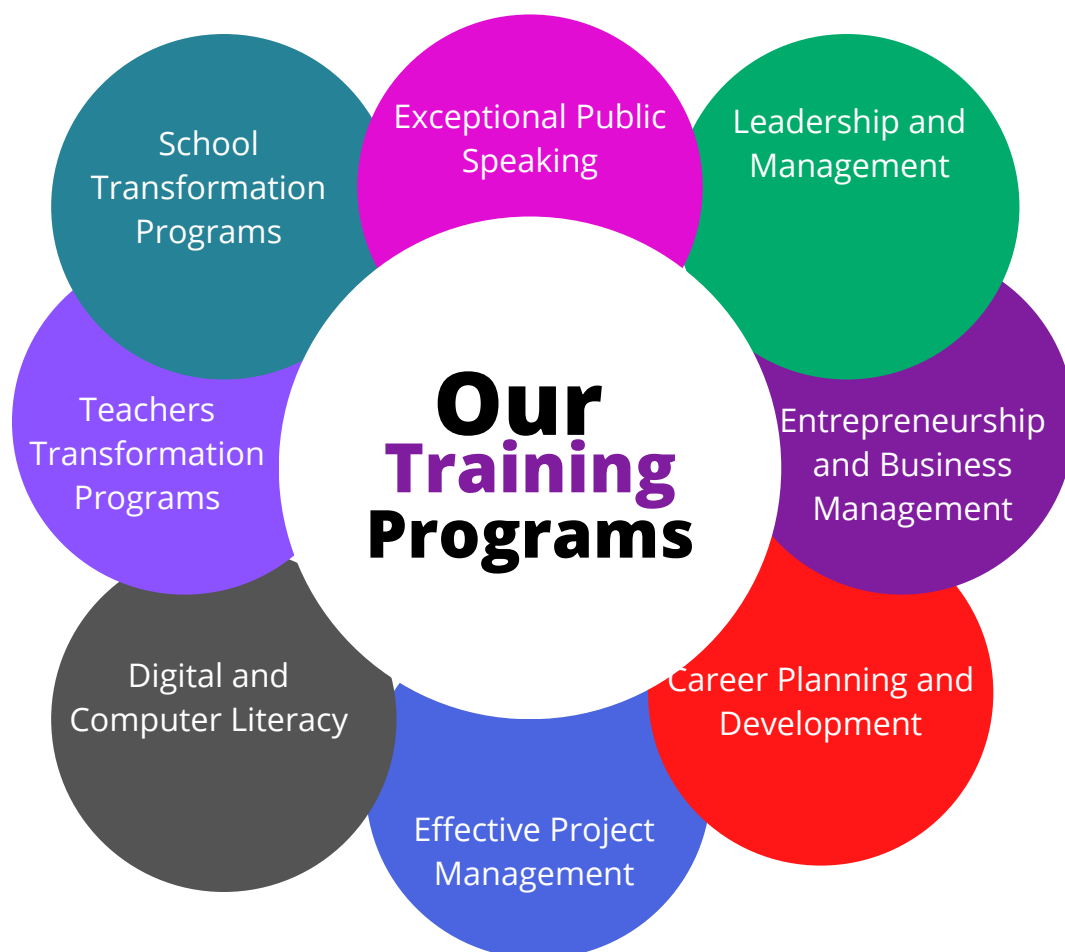 Exceptional Public
Speaking
Leadership and
Management
Entrepreneurship
and Business
Management
Career Planning and
Development
Effective Project
Management
Digital and
Computer Literacy
Teachers
Transformation
Programs
School
Transformation
Programs
Our
Training
Programs